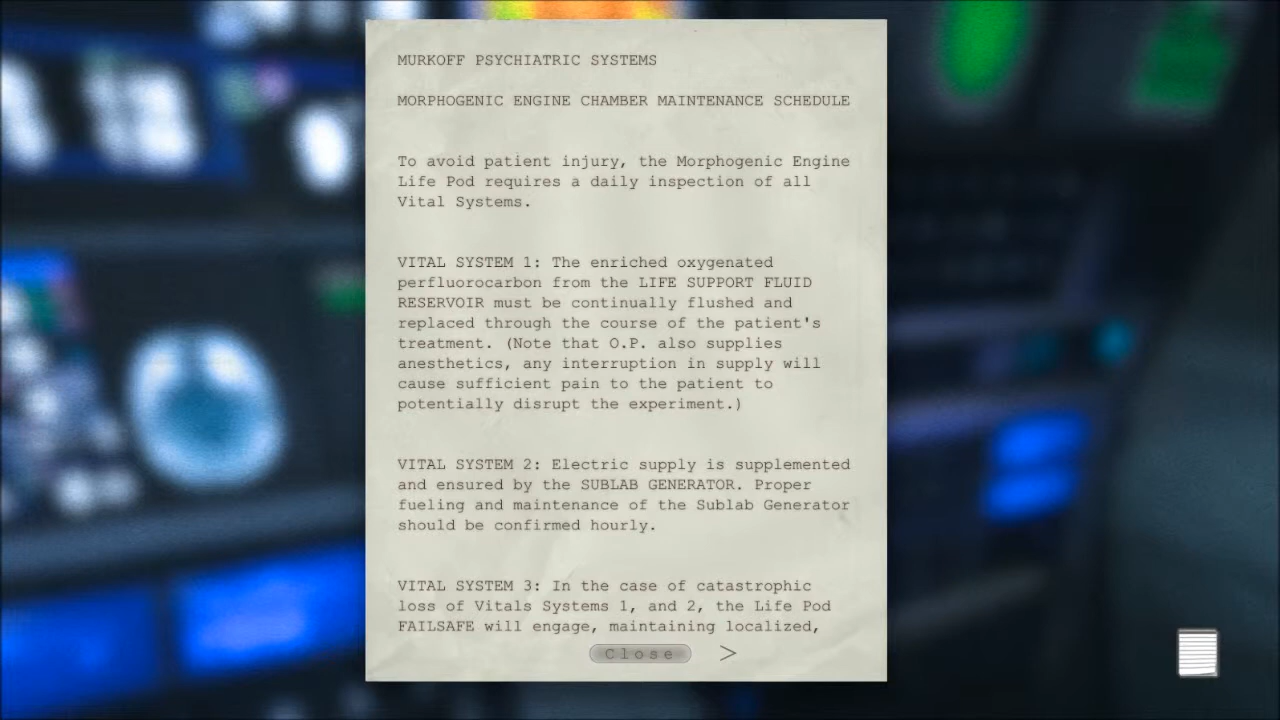 MURKOFF PSYCHIATRIC SYSTEMS
MORPHOGENIC ENGINE CHAMBER MAINTENANCE SCHEDULE
To avoid patient injury, the Morphogenic Engine
Life Pod requires a daily inspection of all
Vital Systems.
VITAL SYSTEM 1: The enriched oxygenated
perfluorocarbon from the LIFE SUPPORT FLUID
RESERVOIR must be continually flushed and
replaced through the course of the patient's
treatment. (Note that O.P. also supplies
anesthetics, any interruption in supply will
cause sufficient pain to the patient to
potentially disrupt the experiment.)
VITAL SYSTEM 2: Electric supply is supplemented
and ensured by the SUBLAB GENERATOR. Proper
fueling and maintenance of the Sublab Generator
should be confirmed hourly.
VITAL SYSTEM 3: In the case of catastrophic
loss of Vitals Systems 1, and 2, the Life Pod
FAILSAFE will engage, maintaining localized,
Close >